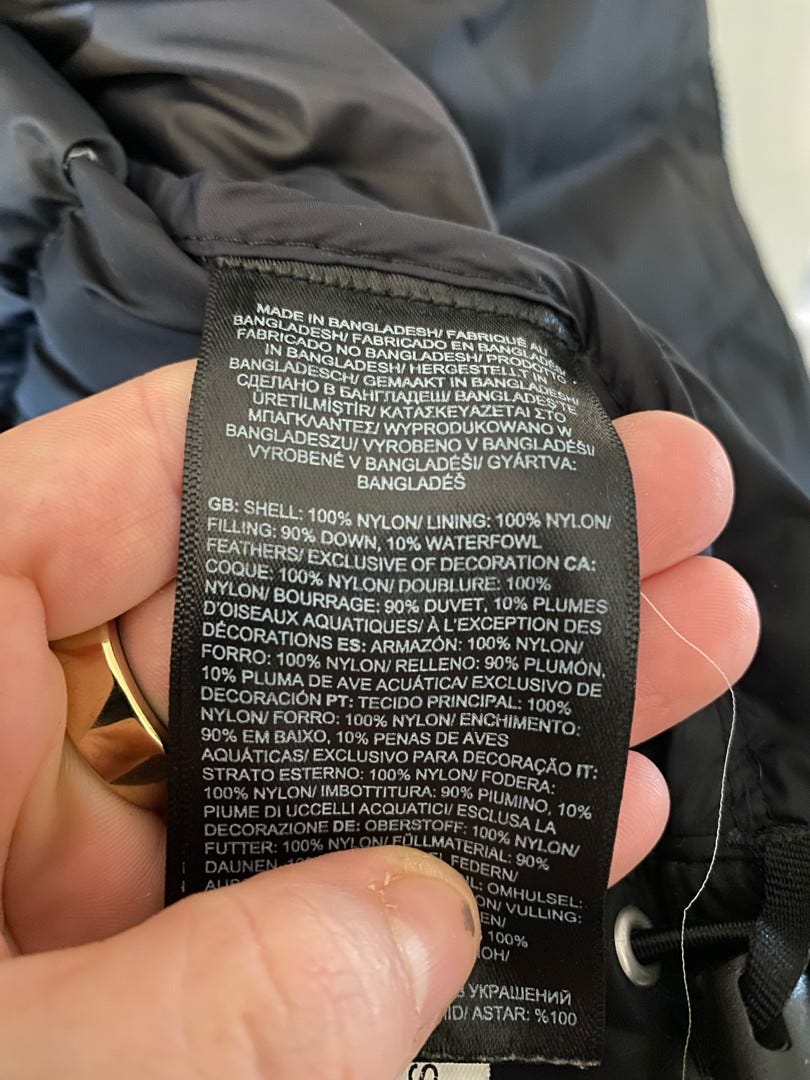 MADE IN BANGLADESH/ FABRIQUÉ AU
BANGLADESH/ FABRICADO EN BANGLADESH/
FABRICADO NO BANGLADESH/ PRODOTTO
IN BANGLADESH/ HERGESTELLT IN
BANGLADESCH/ GEMAAKT IN BANGLADESH/
СДЕЛАНО В БАНГЛАДЕШ/ BANGLADEŞ'TE
ÜRETİLMİŞTİR/ ΚΑΤΑΣΚΕΥΑΖΕΤΑΙ ΣΤΟ
ΜΠΑΓΚΛΑΝΤΕΣ/ WYPRODUKOWANO W
BANGLADESZU/ VYROBENO V BANGLADÉŠI/
VYROBENÉ V BANGLADÉŠI/ GYÁRTVA:
BANGLADÉS
GB: SHELL: 100% NYLON/ LINING: 100% NYLON/
FILLING: 90% DOWN, 10% WATERFOWL
FEATHERS/ EXCLUSIVE OF DECORATION CA:
COQUE: 100% NYLON/ DOUBLURE: 100%
NYLON/ BOURRAGE: 90% DUVET, 10% PLUMES
D'OISEAUX AQUATIQUES/ À L'EXCEPTION DES
DÉCORATIONS ES: ARMAZÓN: 100% NYLON/
FORRO: 100% NYLON/ RELLENO: 90% PLUMÓN,
10% PLUMA DE AVE ACUÁTICA/ EXCLUSIVO DE
DECORACIÓN PT: TECIDO PRINCIPAL: 100%
NYLON/ FORRO: 100% NYLON/ ENCHIMENTO:
90% EM BAIXO, 10% PENAS DE AVES
AQUÁTICAS/ EXCLUSIVO PARA DECORAÇÃO IT:
STRATO ESTERNO: 100% NYLON/ FODERA:
100% NYLON/ IMBOTTITURA: 90% PIUMINO, 10%
PIUME DI UCCELLI ACQUATICI/ ESCLUSA LA
DECORAZIONE DE: OBERSTOFF: 100% NYLON/
FUTTER: 100% NYLON/ FÜLLMATERIAL: 90%
DAUNEN, FEDERN/
OMHULSEL:
VULLING:
100%
УКРАШЕНИЙ
ASTAR: %100
S